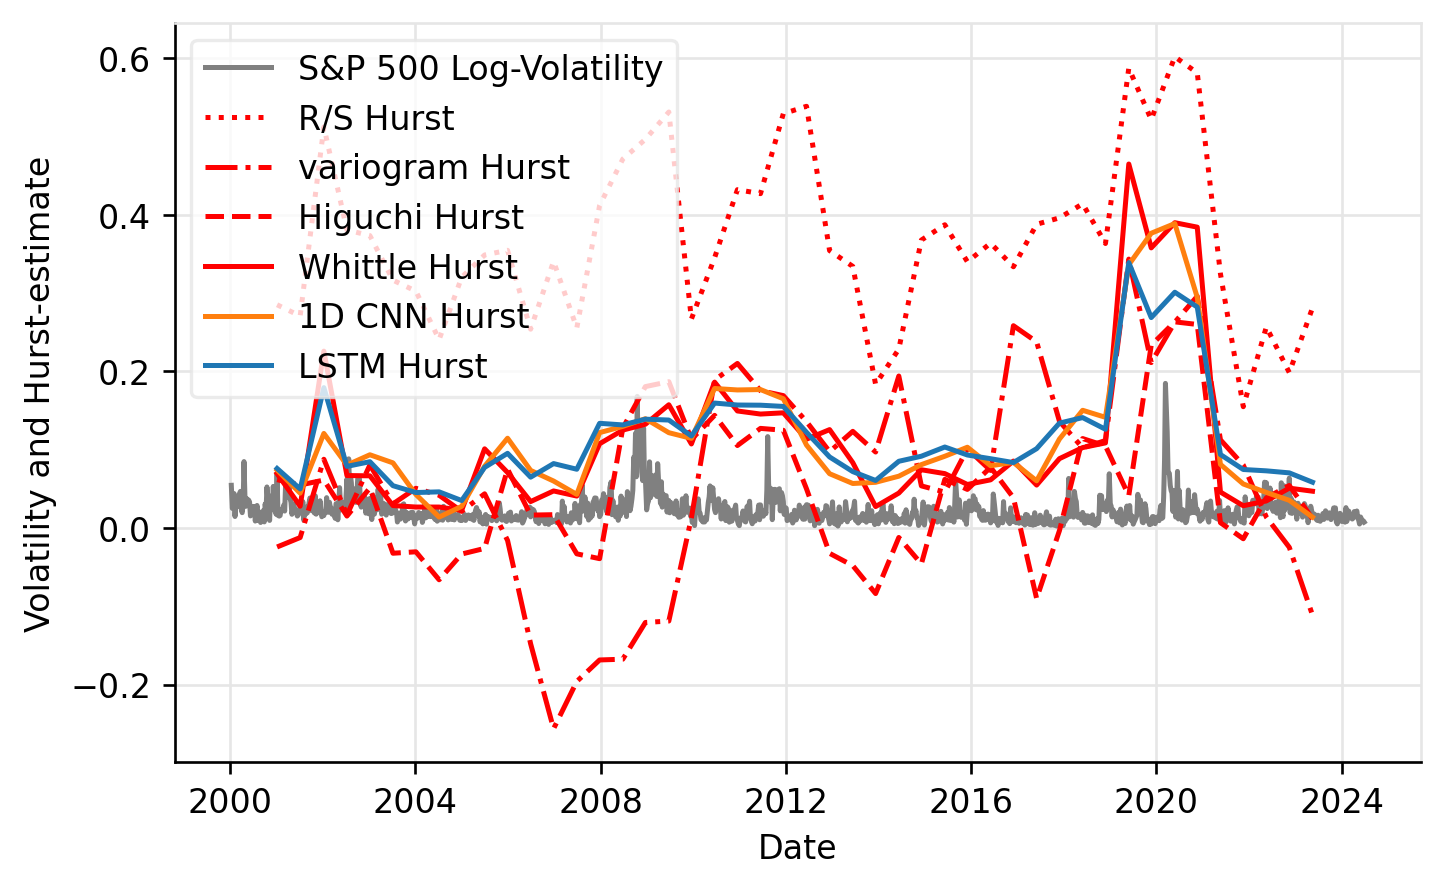 0.6
0.4
0.2
0.0
−0.2
Volatility and Hurst-estimate
S&P 500 Log-Volatility
R/S Hurst
variogram Hurst
Higuchi Hurst
Whittle Hurst
1D CNN Hurst
LSTM Hurst
2000 2004 2008 2012 2016 2020 2024
Date